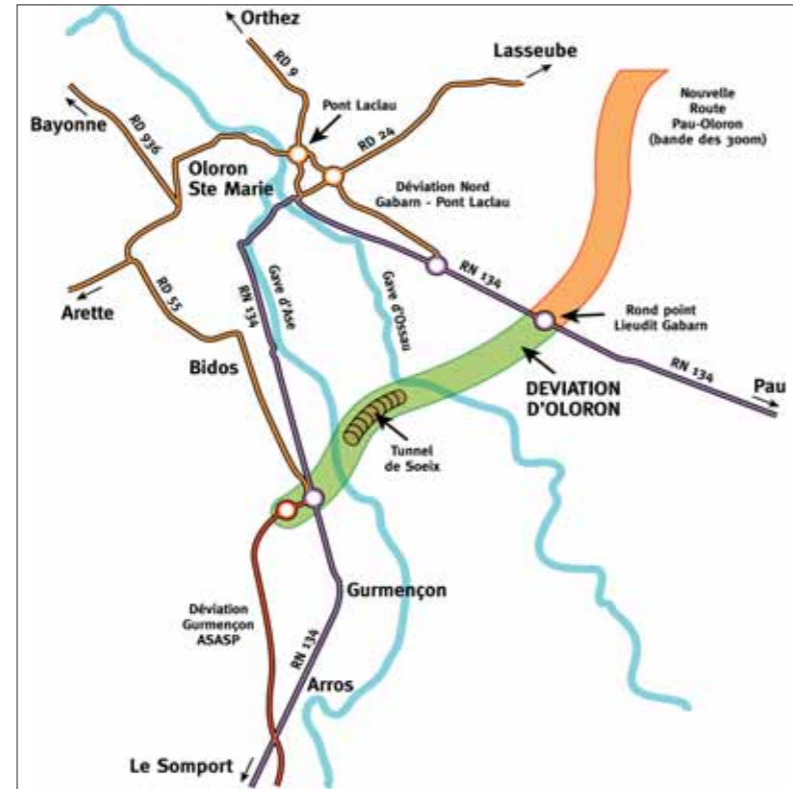 Orthez
Lasseube
RD 9
Nouvelle
Route
Pau-Oloron
(bande des 300m)
Pont Laclau
Bayonne
RD 936
RD 24
Oloron
Ste Marie
Déviation Nord
Gabarn - Pont Laclau
RN 134
Gave d'Ase
Gave d'Ossau
RN 134
Arette
RD 55
Rond point
Lieudit Gabarn
Bidos
RN 134
Pau
DEVIATION
D'OLORON
Tunnel
de Soeix
Gurmençon
Déviation
Gurmençon
ASASP
RN 134
Arros
Le Somport